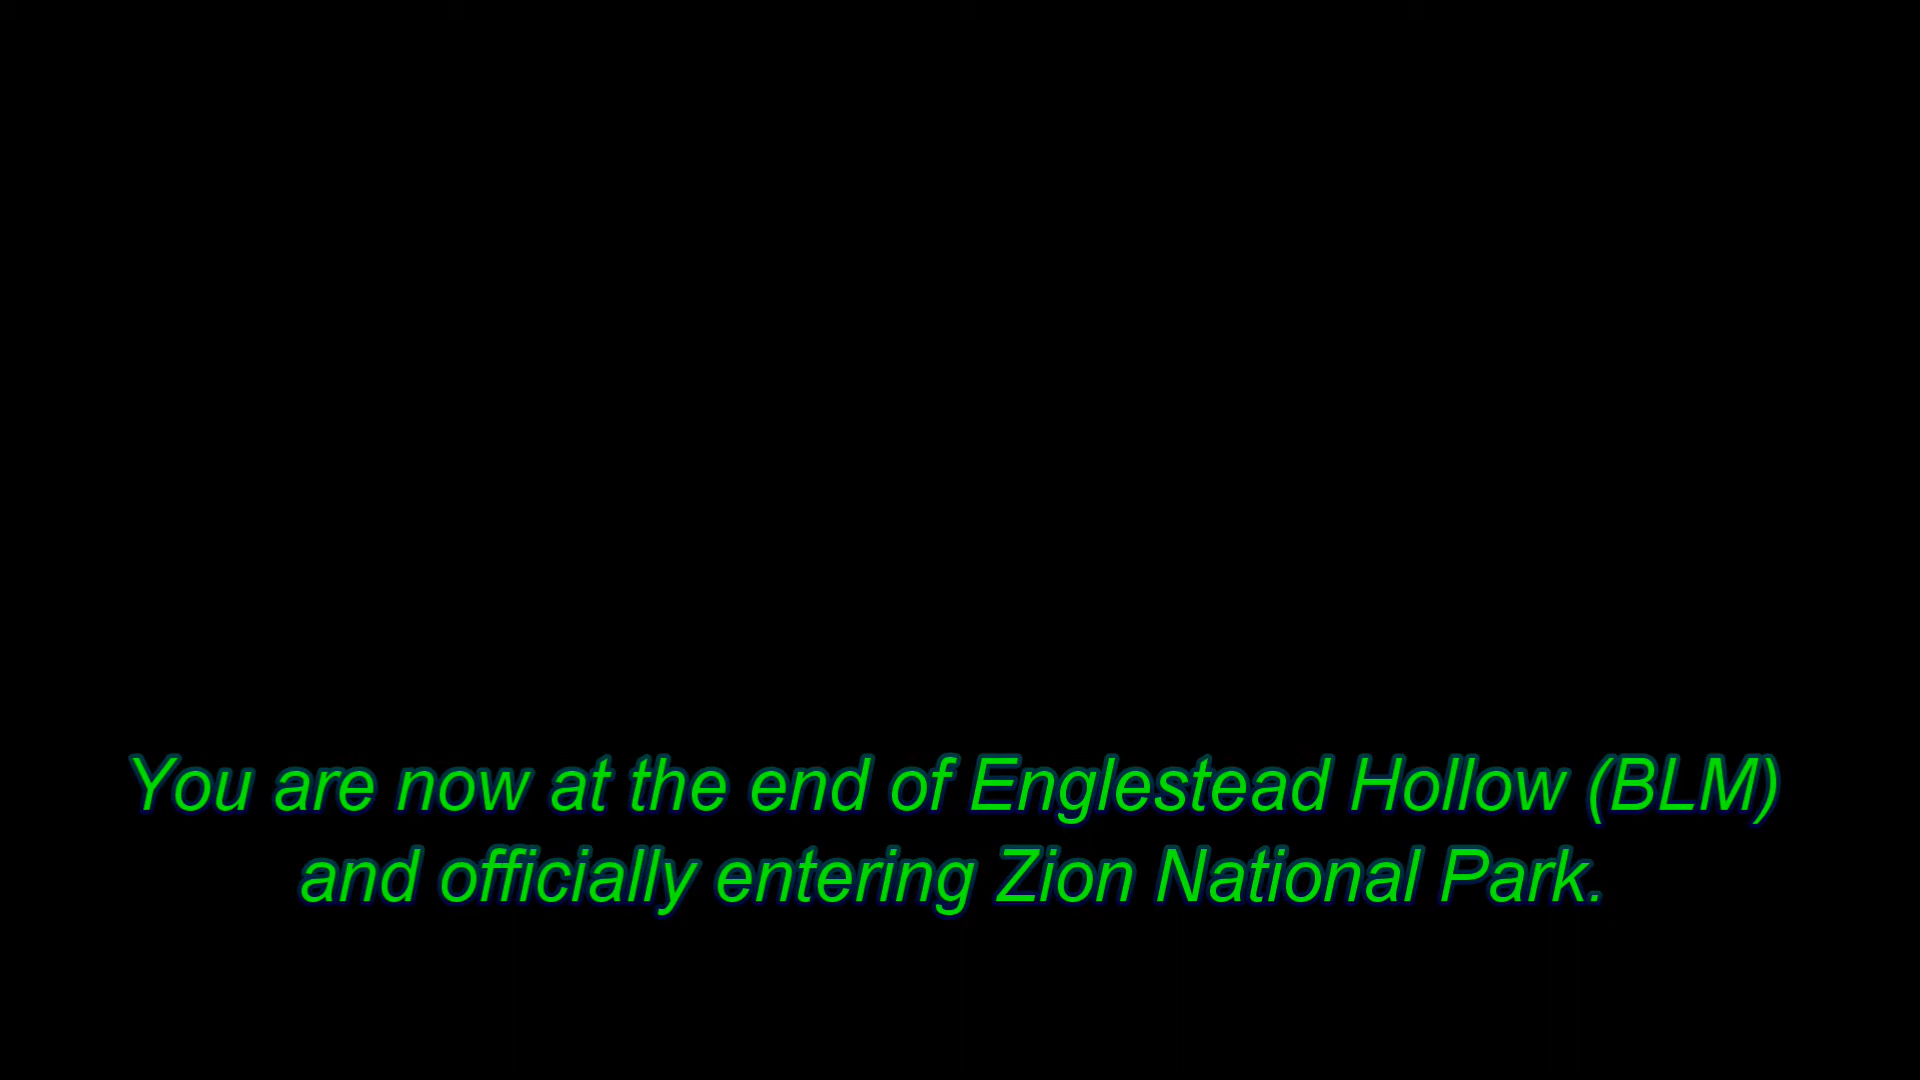 You are now at the end of Englestead Hollow (BLM)
and officially entering Zion National Park.